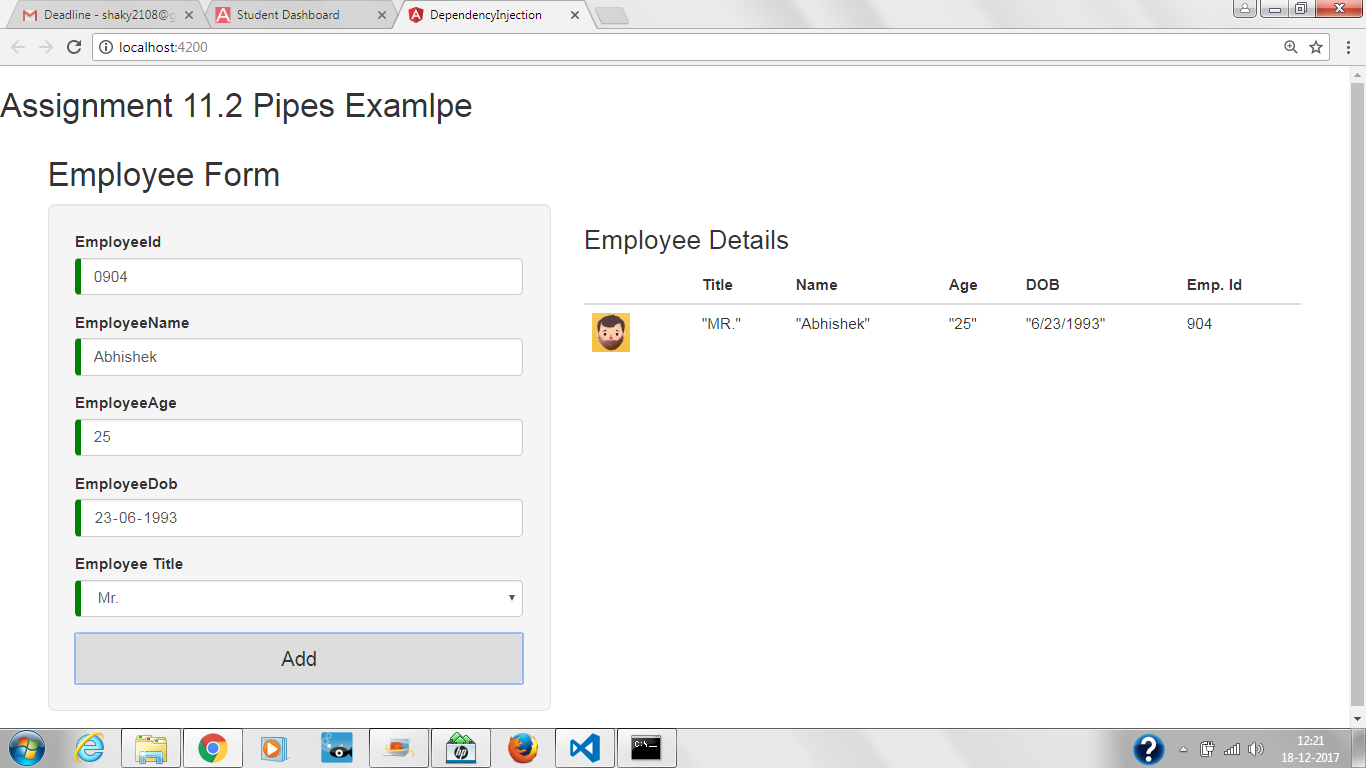 Deadline - shaky2108@g
Student Dashboard
DependencyInjection
localhost:4200
Assignment 11.2 Pipes Examlpe
Employee Form
EmployeeId
0904
EmployeeName
Abhishek
EmployeeAge
25
EmployeeDob
23-06-1993
Employee Title
Mr.
Add
Employee Details
Title Name Age DOB Emp. Id
"MR." "Abhishek" "25" "6/23/1993" 904
C:\
hp
12:21
18-12-2017